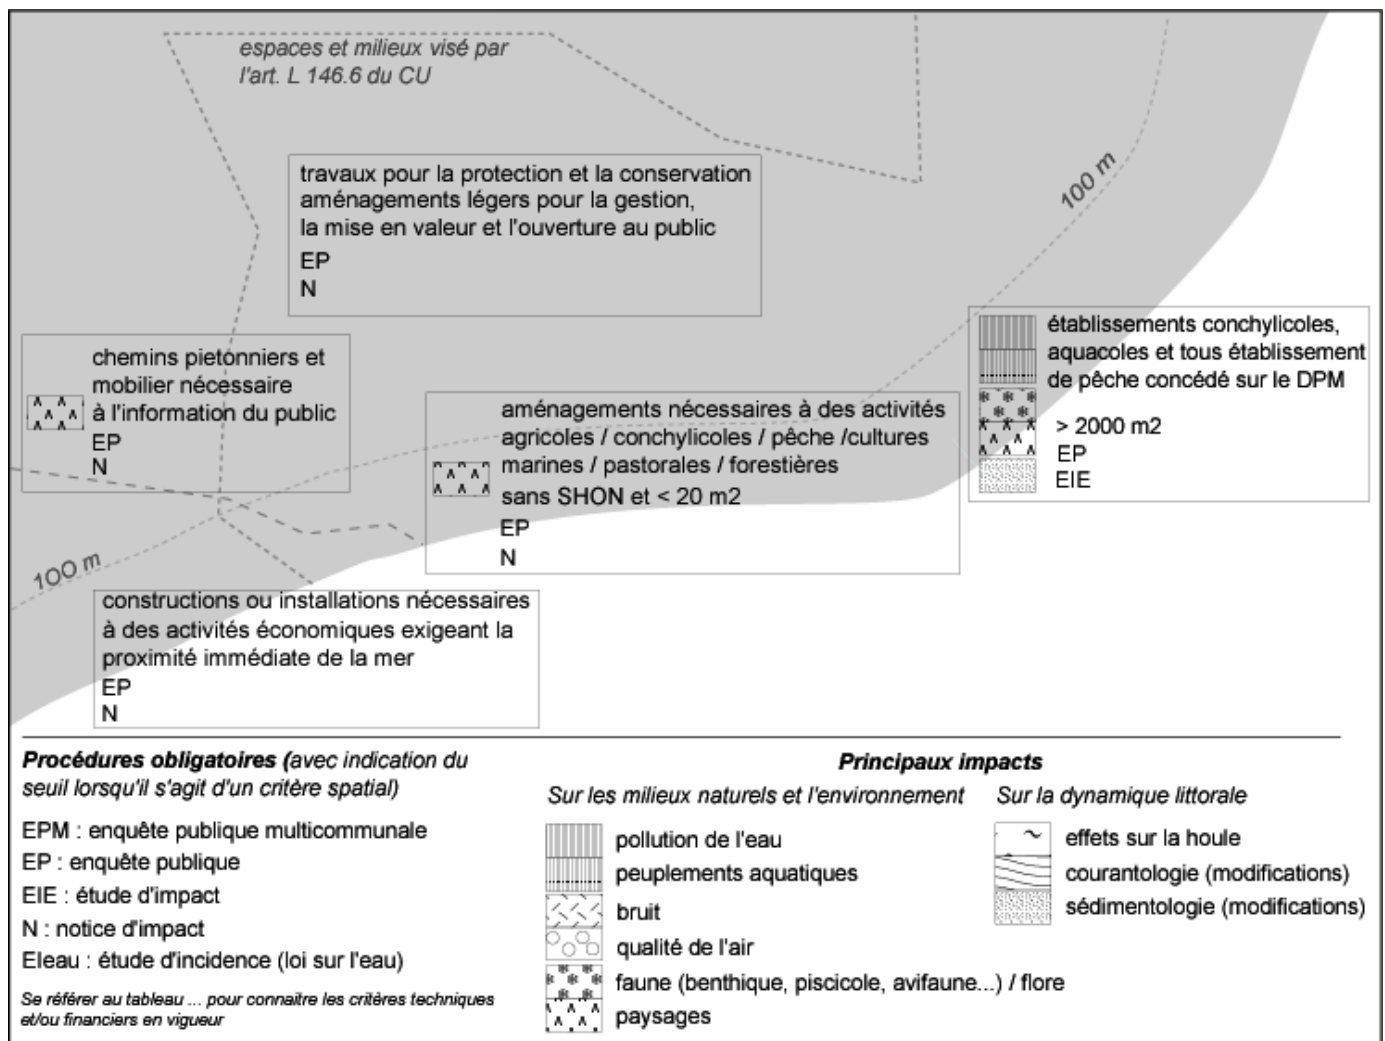 espaces et milieux visé par
l'art. L 146.6 du CU
travaux pour la protection et la conservation
aménagements légers pour la gestion,
la mise en valeur et l'ouverture au public
EP
N
100 m
chemins pietonniers et
mobilier nécessaire
à l'information du public
EP
N
établissements conchylicoles,
aquacoles et tous établissement
de pêche concédé sur le DPM
> 2000 m2
EP
EIE
aménagements nécessaires à des activités
agricoles / conchylicoles / pêche /cultures
marines / pastorales / forestières
sans SHON et < 20 m2
EP
N
1OO m
constructions ou installations nécessaires
à des activités économiques exigeant la
proximité immédiate de la mer
EP
N
Procédures obligatoires (avec indication du
seuil lorsqu'il s'agit d'un critère spatial)
EPM : enquête publique multicommunale
EP : enquête publique
EIE : étude d'impact
N : notice d'impact
Eleau : étude d'incidence (loi sur l'eau)
Se référer au tableau ... pour connaitre les critères techniques
et/ou financiers en vigueur
Principaux impacts
Sur les milieux naturels et l'environnement
pollution de l'eau
peuplements aquatiques
bruit
qualité de l'air
faune (benthique, piscicole, avifaune...) / flore
paysages
Sur la dynamique littorale
effets sur la houle
courantologie (modifications)
sédimentologie (modifications)